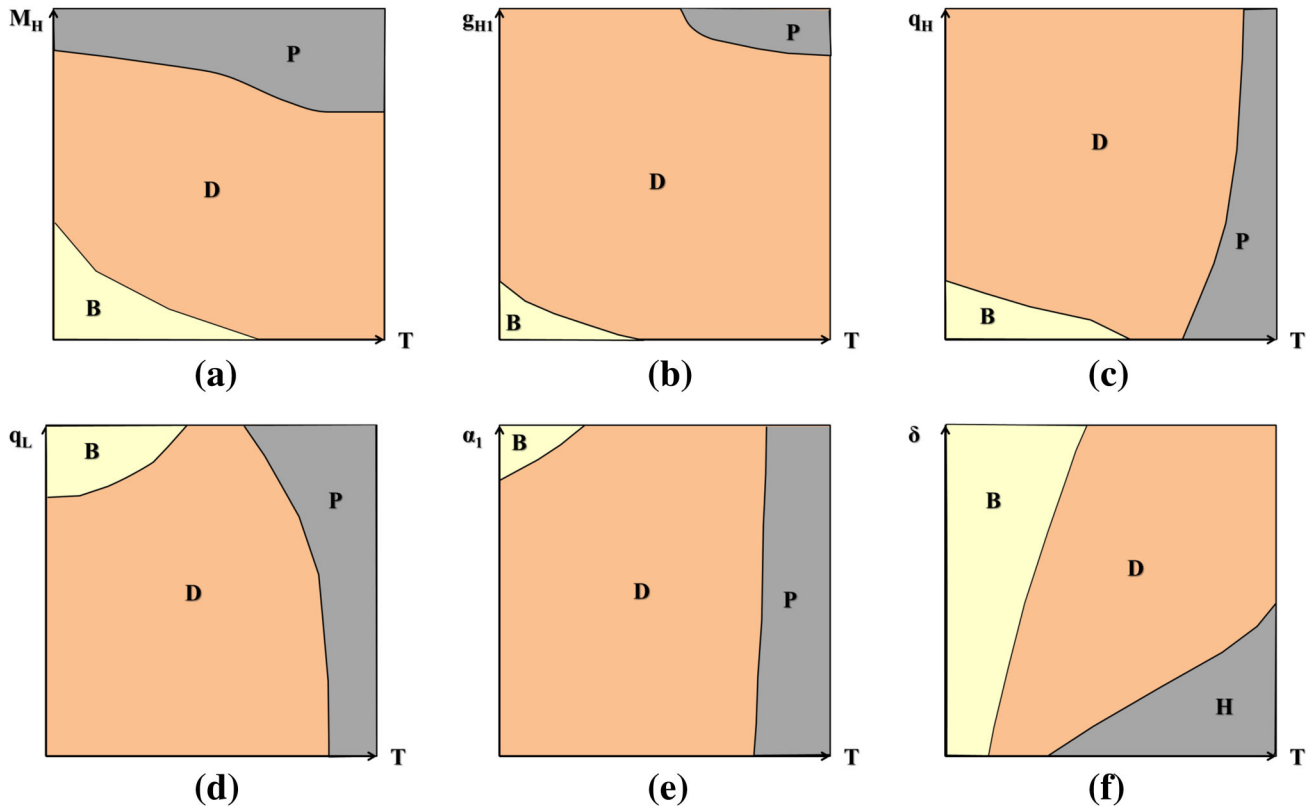 M_H P D B T
(a)
g_H1 P D B T
(b)
q_H D P B T
(c)
q_L B P D T
(d)
α_1 B D P T
(e)
δ B D H T
(f)